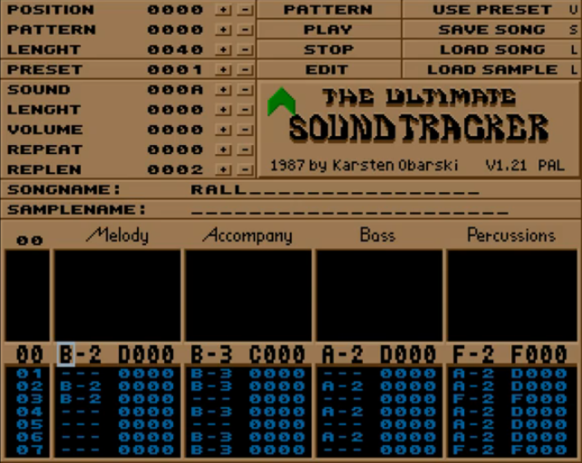 POSITION 0000 + - PATTERN USE PRESET U
PATTERN 0000 + - PLAY SAVE SONG S
LENGHT 0040 + - STOP LOAD SONG L
PRESET 0001 + - EDIT LOAD SAMPLE L
SOUND 000A + -
LENGHT 0000 + -
VOLUME 0000 + -
REPEAT 0000 + -
REPLEN 0002 + -
THE ULTIMATE
SOUNDTRACKER
1987 by Karsten Obarski V1.21 PAL
SONGNAME: RALL_________________
SAMPLENAME: ______________________
00 Melody Accompany Bass Percussions
00 B-2 D000 B-3 C000 A-2 D000 F-2 F000
01 --- 0000 B-3 0000 --- 0000 A-2 D000
02 B-2 0000 B-3 0000 A-2 0000 A-2 D000
03 B-2 0000 --- 0000 --- 0000 F-2 F000
04 --- 0000 B-3 0000 A-2 0000 A-2 D000
05 --- 0000 --- 0000 --- 0000 A-2 D000
06 --- 0000 B-3 0000 A-2 0000 A-2 D000
07 --- 0000 B-3 0000 --- 0000 F-2 F000